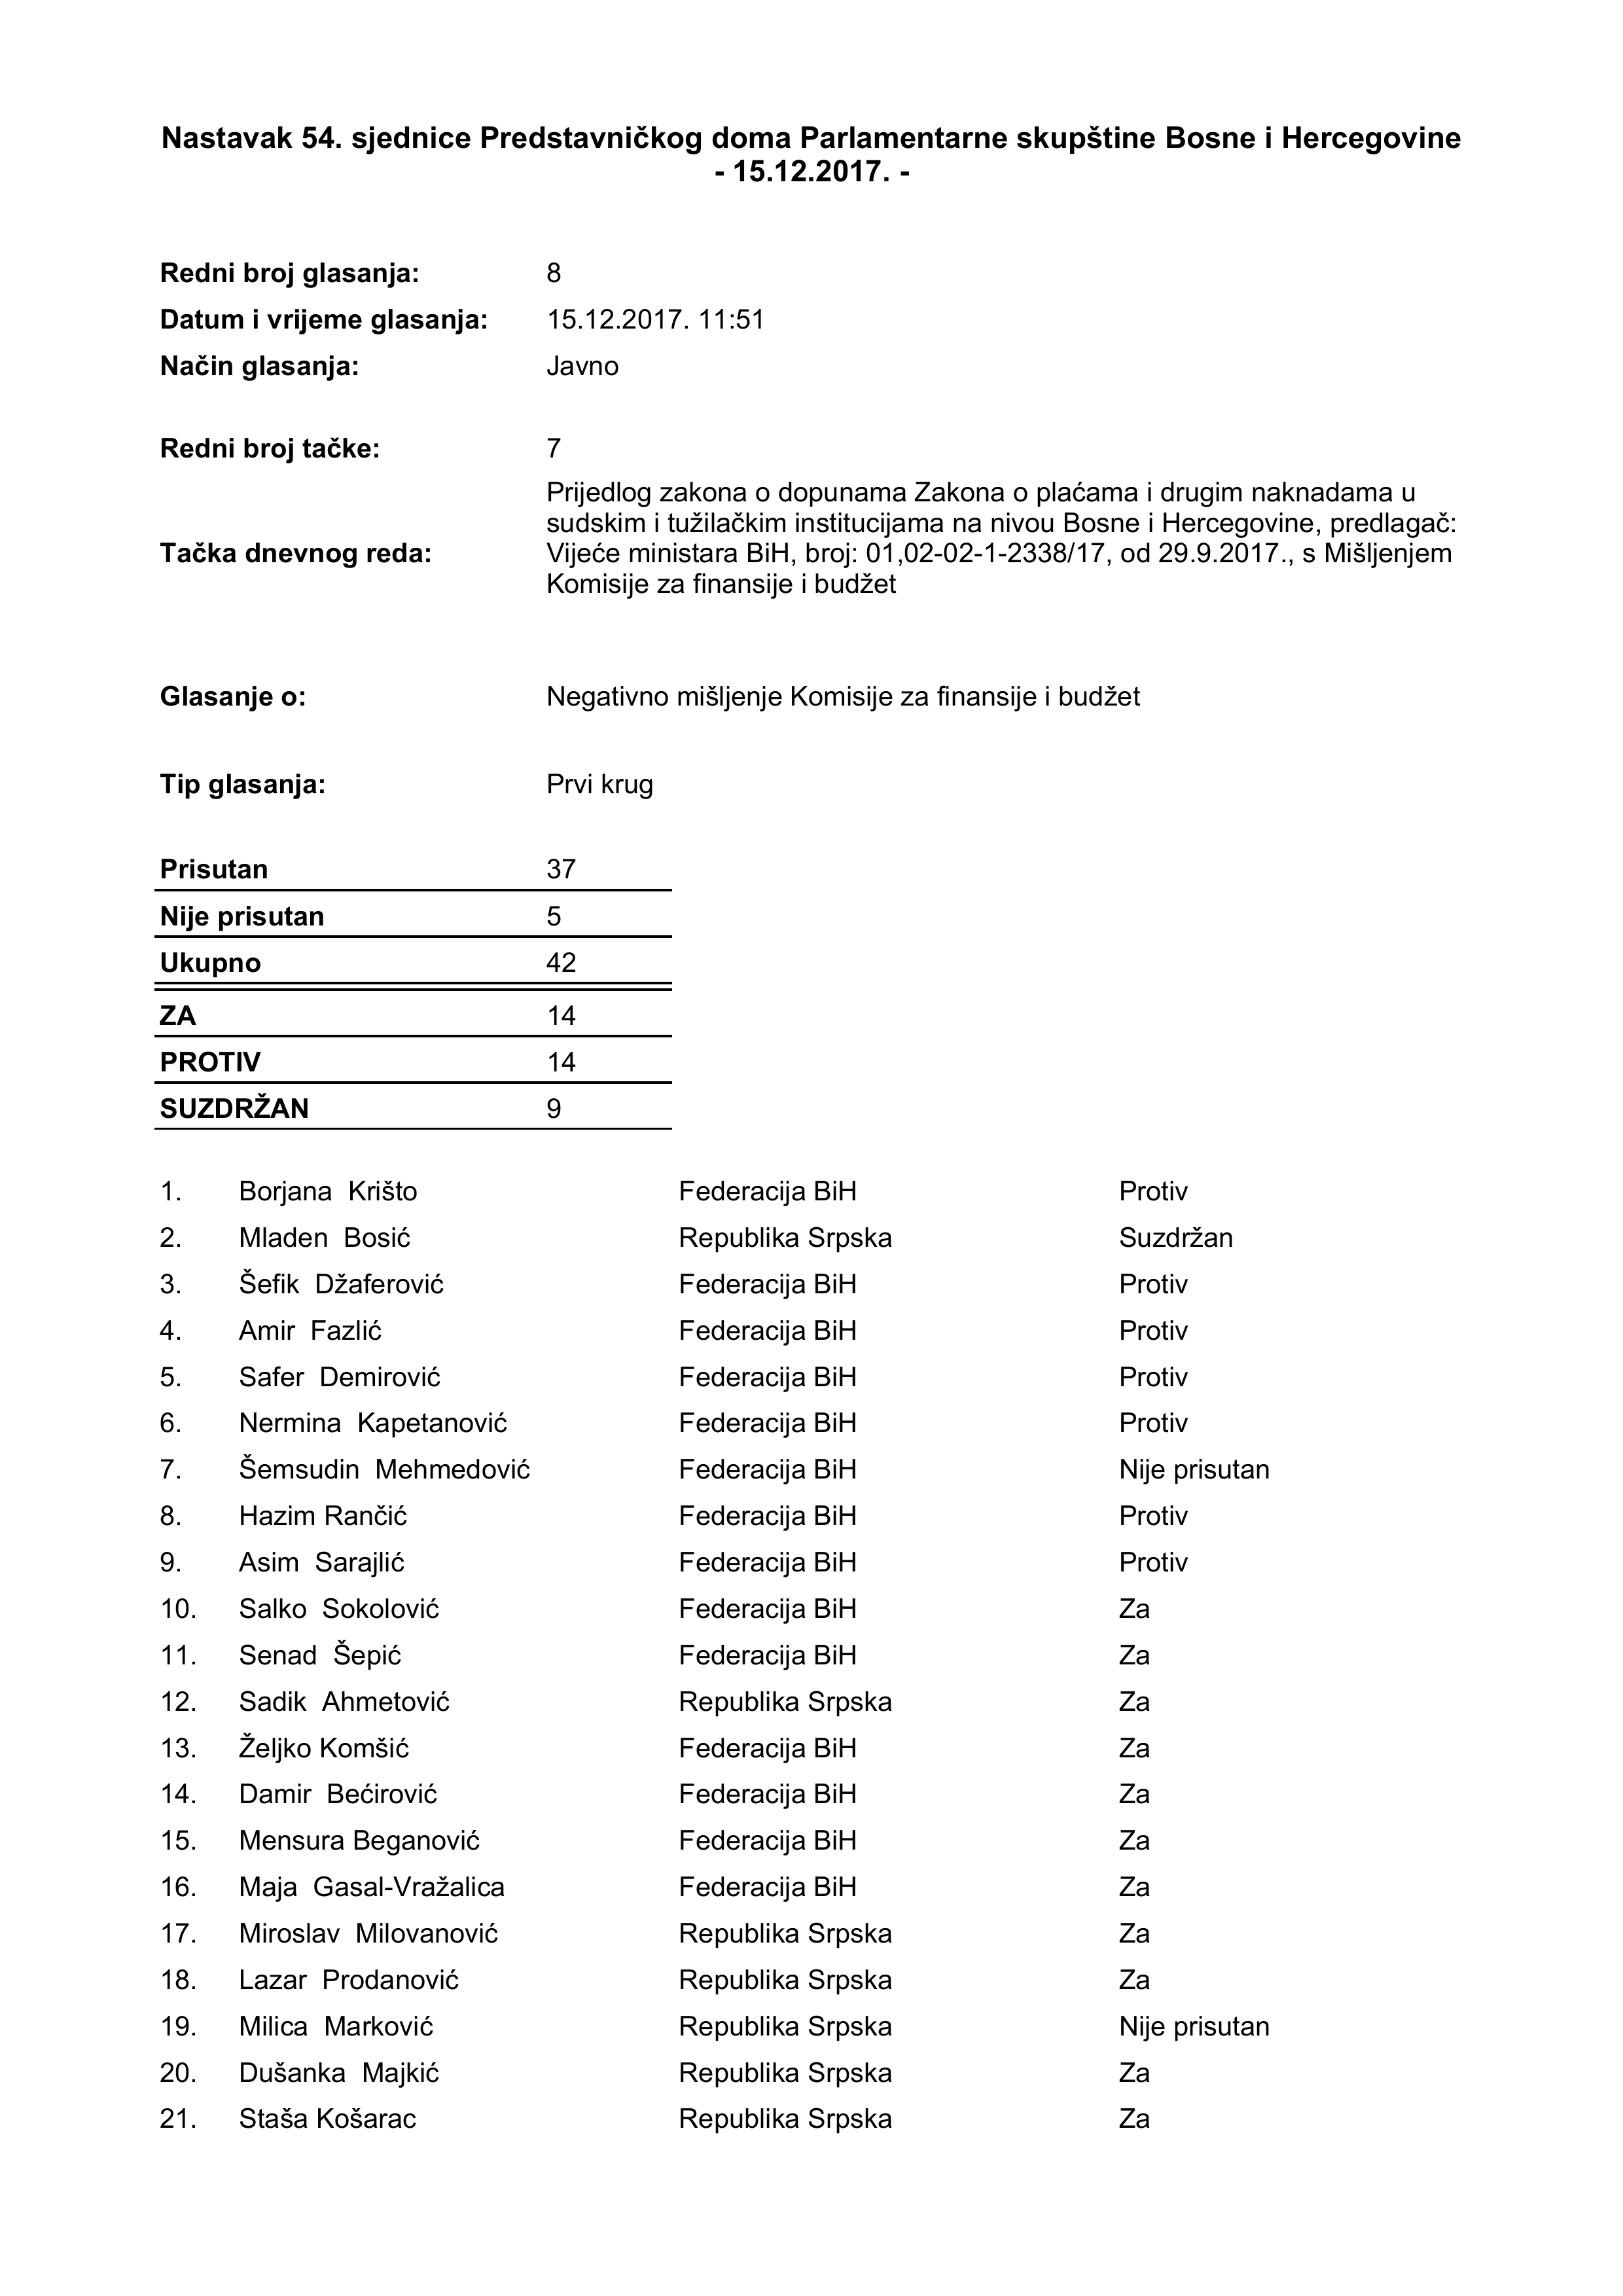 Nastavak 54. sjednice Predstavničkog doma Parlamentarne skupštine Bosne i Hercegovine
- 15.12.2017. -
Redni broj glasanja: 8
Datum i vrijeme glasanja: 15.12.2017. 11:51
Način glasanja: Javno
Redni broj tačke: 7
Tačka dnevnog reda: Prijedlog zakona o dopunama Zakona o plaćama i drugim naknadama u
sudskim i tužilačkim institucijama na nivou Bosne i Hercegovine, predlagač:
Vijeće ministara BiH, broj: 01,02-02-1-2338/17, od 29.9.2017., s Mišljenjem
Komisije za finansije i budžet
Glasanje o: Negativno mišljenje Komisije za finansije i budžet
Tip glasanja: Prvi krug
Prisutan 37
Nije prisutan 5
Ukupno 42
ZA 14
PROTIV 14
SUZDRŽAN 9
1. Borjana Krišto Federacija BiH Protiv
2. Mladen Bosić Republika Srpska Suzdržan
3. Šefik Džaferović Federacija BiH Protiv
4. Amir Fazlić Federacija BiH Protiv
5. Safer Demirović Federacija BiH Protiv
6. Nermina Kapetanović Federacija BiH Protiv
7. Šemsudin Mehmedović Federacija BiH Nije prisutan
8. Hazim Rančić Federacija BiH Protiv
9. Asim Sarajlić Federacija BiH Protiv
10. Salko Sokolović Federacija BiH Za
11. Senad Šepić Federacija BiH Za
12. Sadik Ahmetović Republika Srpska Za
13. Željko Komšić Federacija BiH Za
14. Damir Bećirović Federacija BiH Za
15. Mensura Beganović Federacija BiH Za
16. Maja Gasal-Vražalica Federacija BiH Za
17. Miroslav Milovanović Republika Srpska Za
18. Lazar Prodanović Republika Srpska Za
19. Milica Marković Republika Srpska Nije prisutan
20. Dušanka Majkić Republika Srpska Za
21. Staša Košarac Republika Srpska Za